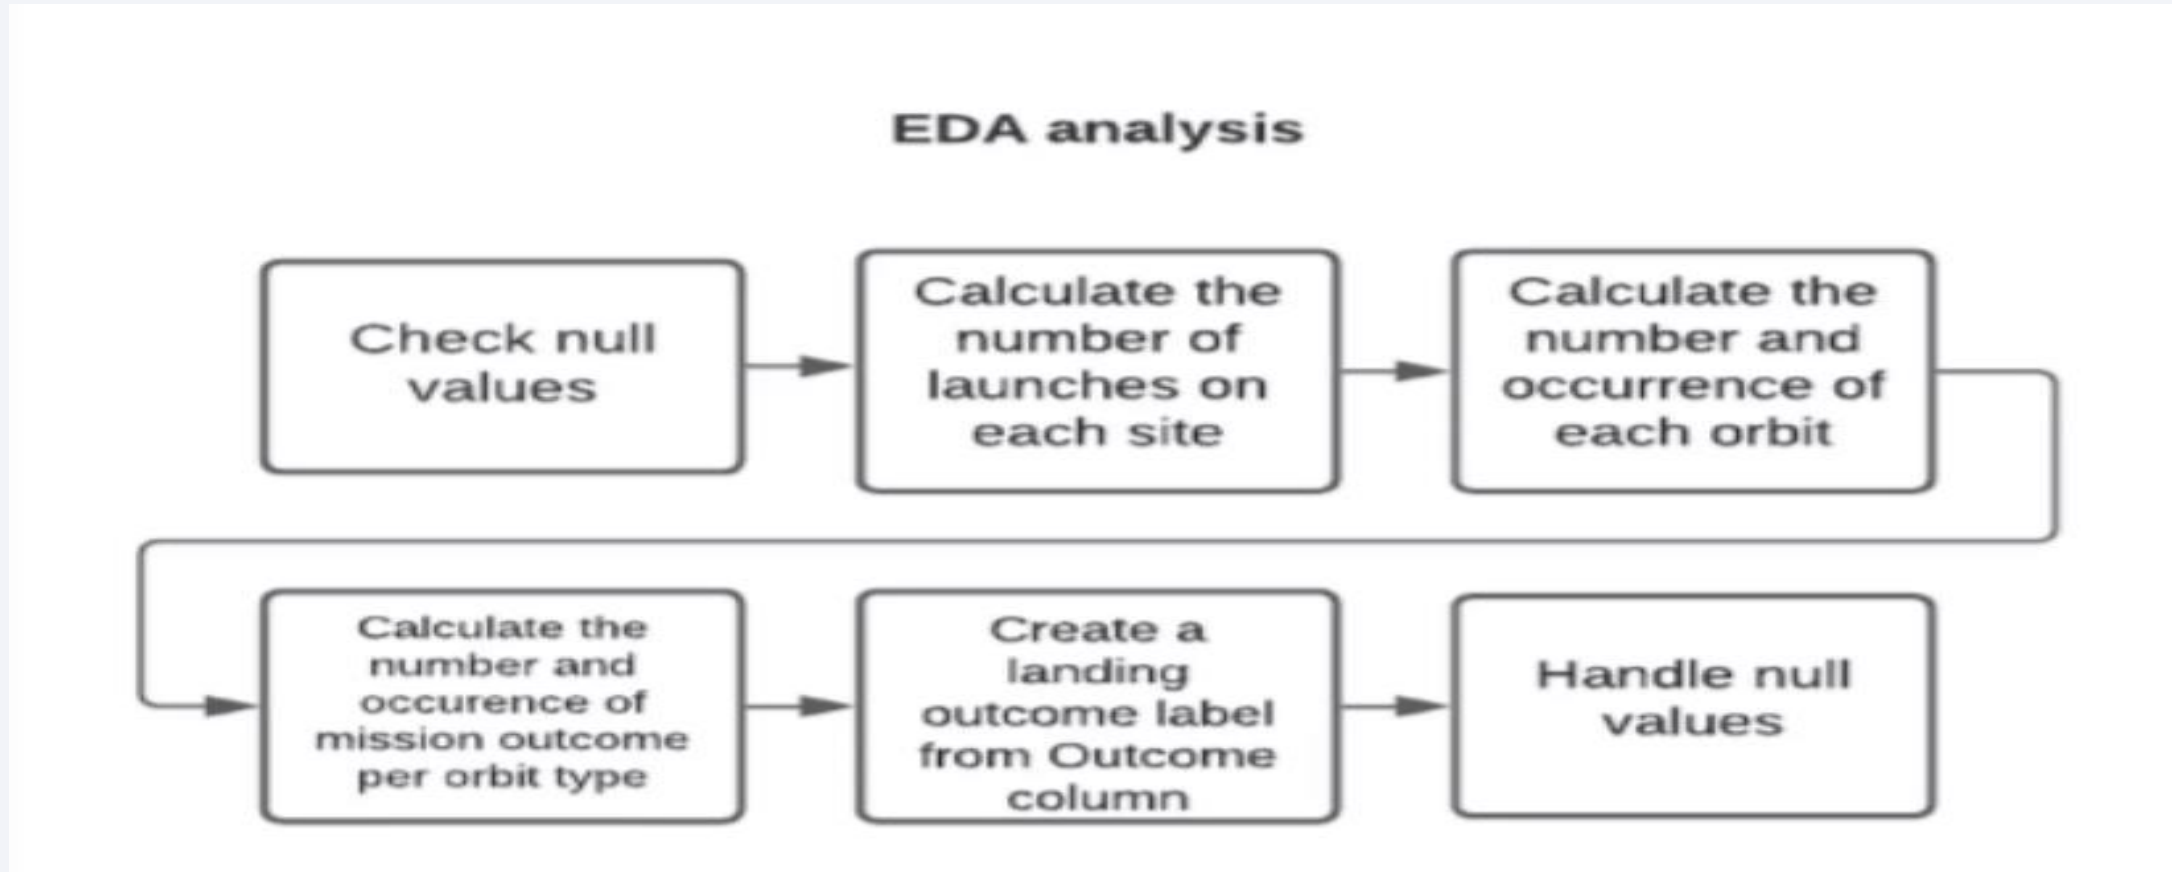 EDA analysis
Check null
values
Calculate the
number of
launches on
each site
Calculate the
number and
occurrence of
each orbit
Calculate the
number and
occurence of
mission outcome
per orbit type
Create a
landing
outcome label
from Outcome
column
Handle null
values